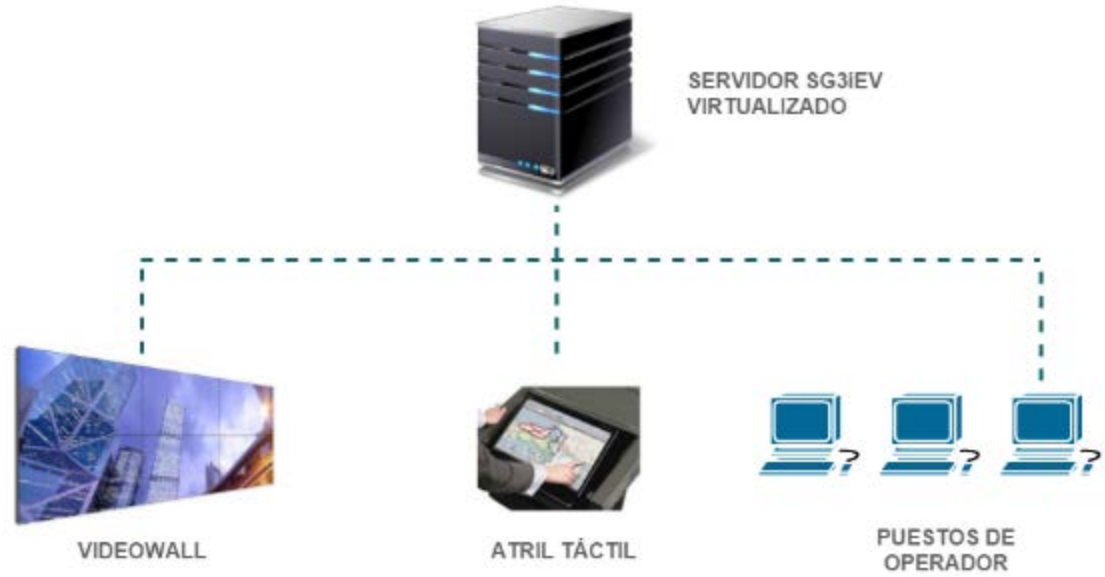 SERVIDOR SG3iEV
VIRTUALIZADO
VIDEOWALL
ATRIL TÁCTIL
PUESTOS DE
OPERADOR